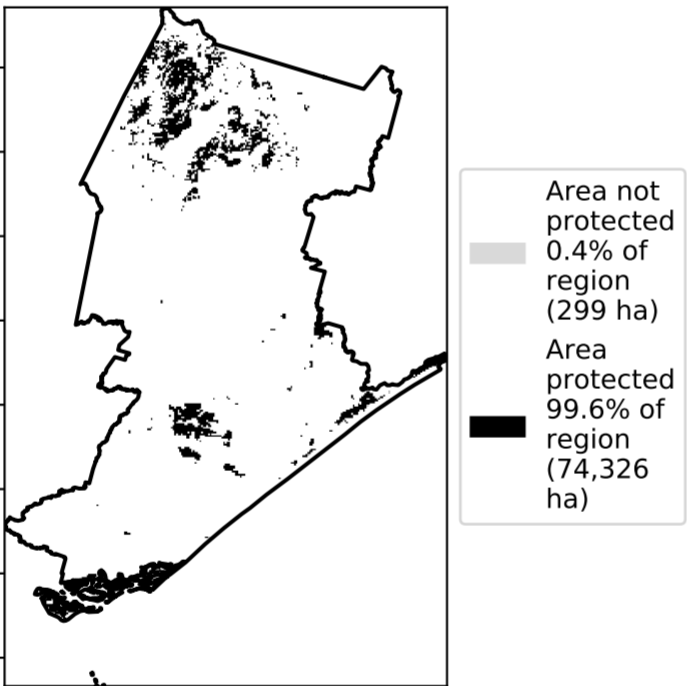 Area not
protected
0.4% of
region
(299 ha)
Area
protected
99.6% of
region
(74,326
ha)